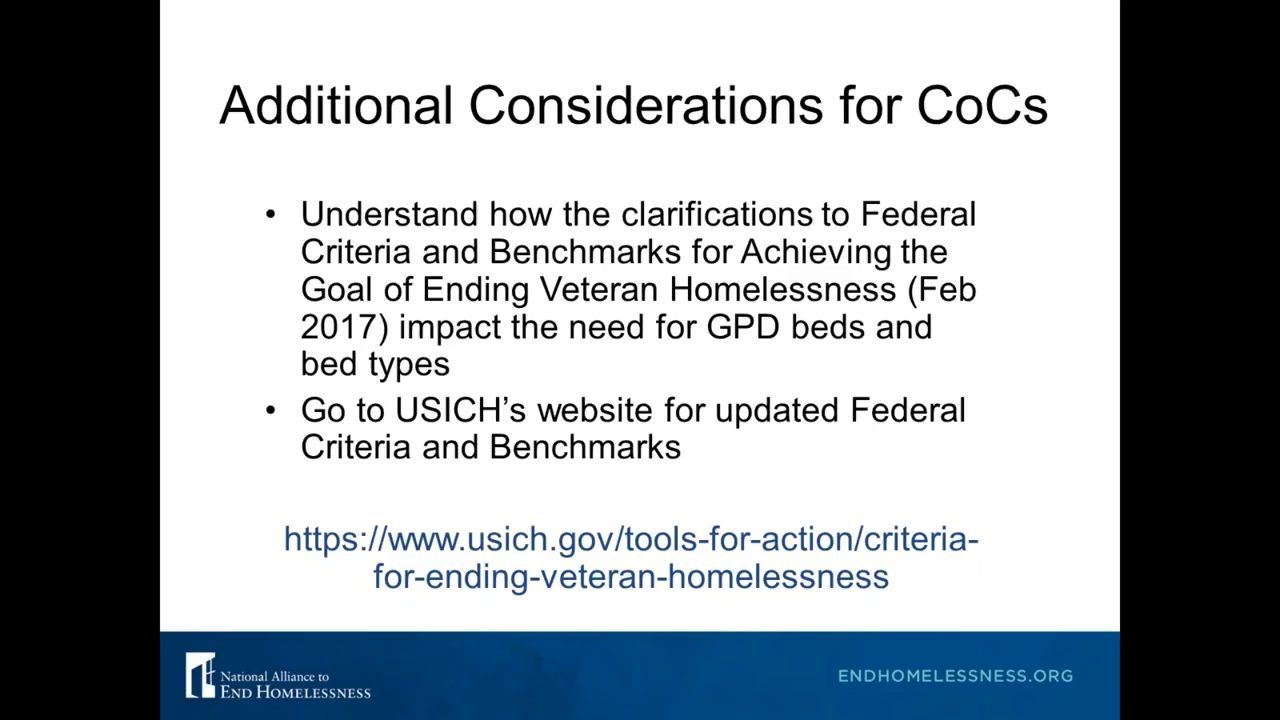 Additional Considerations for CoCs
• Understand how the clarifications to Federal
Criteria and Benchmarks for Achieving the
Goal of Ending Veteran Homelessness (Feb
2017) impact the need for GPD beds and
bed types
• Go to USICH’s website for updated Federal
Criteria and Benchmarks
https://www.usich.gov/tools-for-action/criteria-
for-ending-veteran-homelessness
National Alliance to
END HOMELESSNESS
ENDHOMELESSNESS.ORG